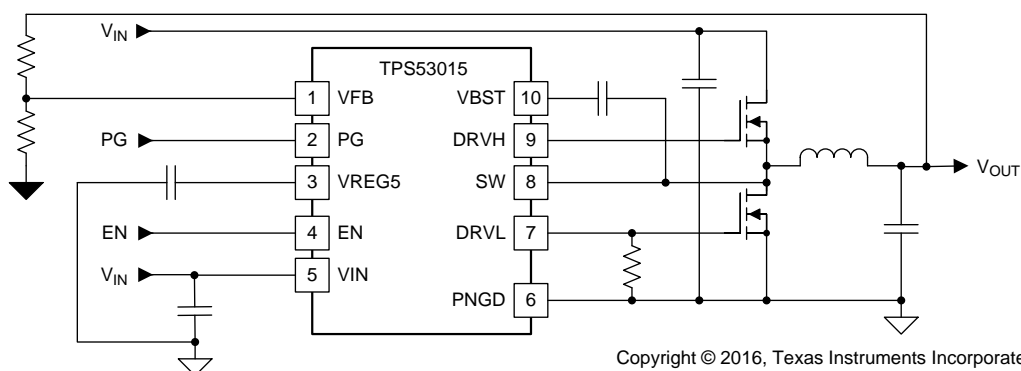 VIN
TPS53015
1 VFB VBST 10
PG 2 PG DRVH 9
3 VREG5 SW 8
VOUT
EN 4 EN DRVL 7
VIN 5 VIN
PNGD 6
Copyright © 2016, Texas Instruments Incorporate